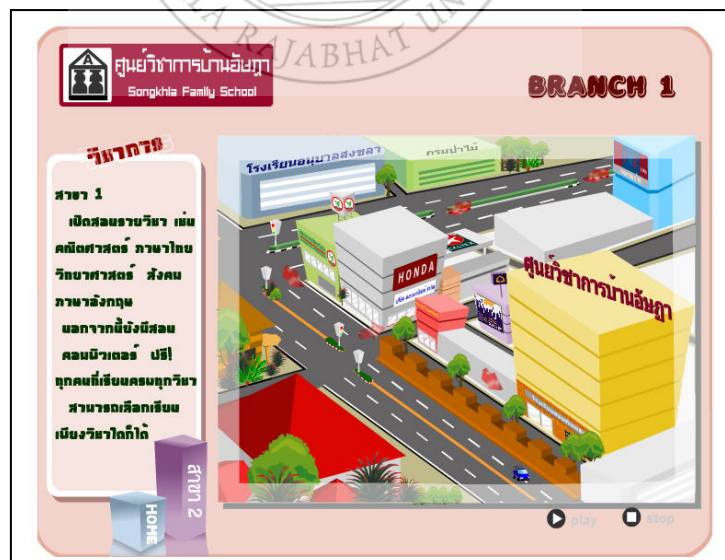 LA RAJABHAT UN
ศูนย์วิชาการบ้านอัษฎา
Songkhla Family School
BRANCH 1
วิชาการ
สาขา 1
เปิดสอนรายวิชา เช่น
คณิตศาสตร์ ภาษาไทย
วิทยาศาสตร์ สังคม
ภาษาอังกฤษ
นอกจากนี้ยังมีสอน
คอมพิวเตอร์ ฟรี!
ทุกคนที่เรียนครบทุกวิชา
สามารถเลือกเรียน
เพียงวิชาใดก็ได้
โรงเรียนอนุบาลสงขลา
กรมป่าไม้
HONDA
ศูนย์วิชาการบ้านอัษฎา
สาขา 2
HOME
play
stop